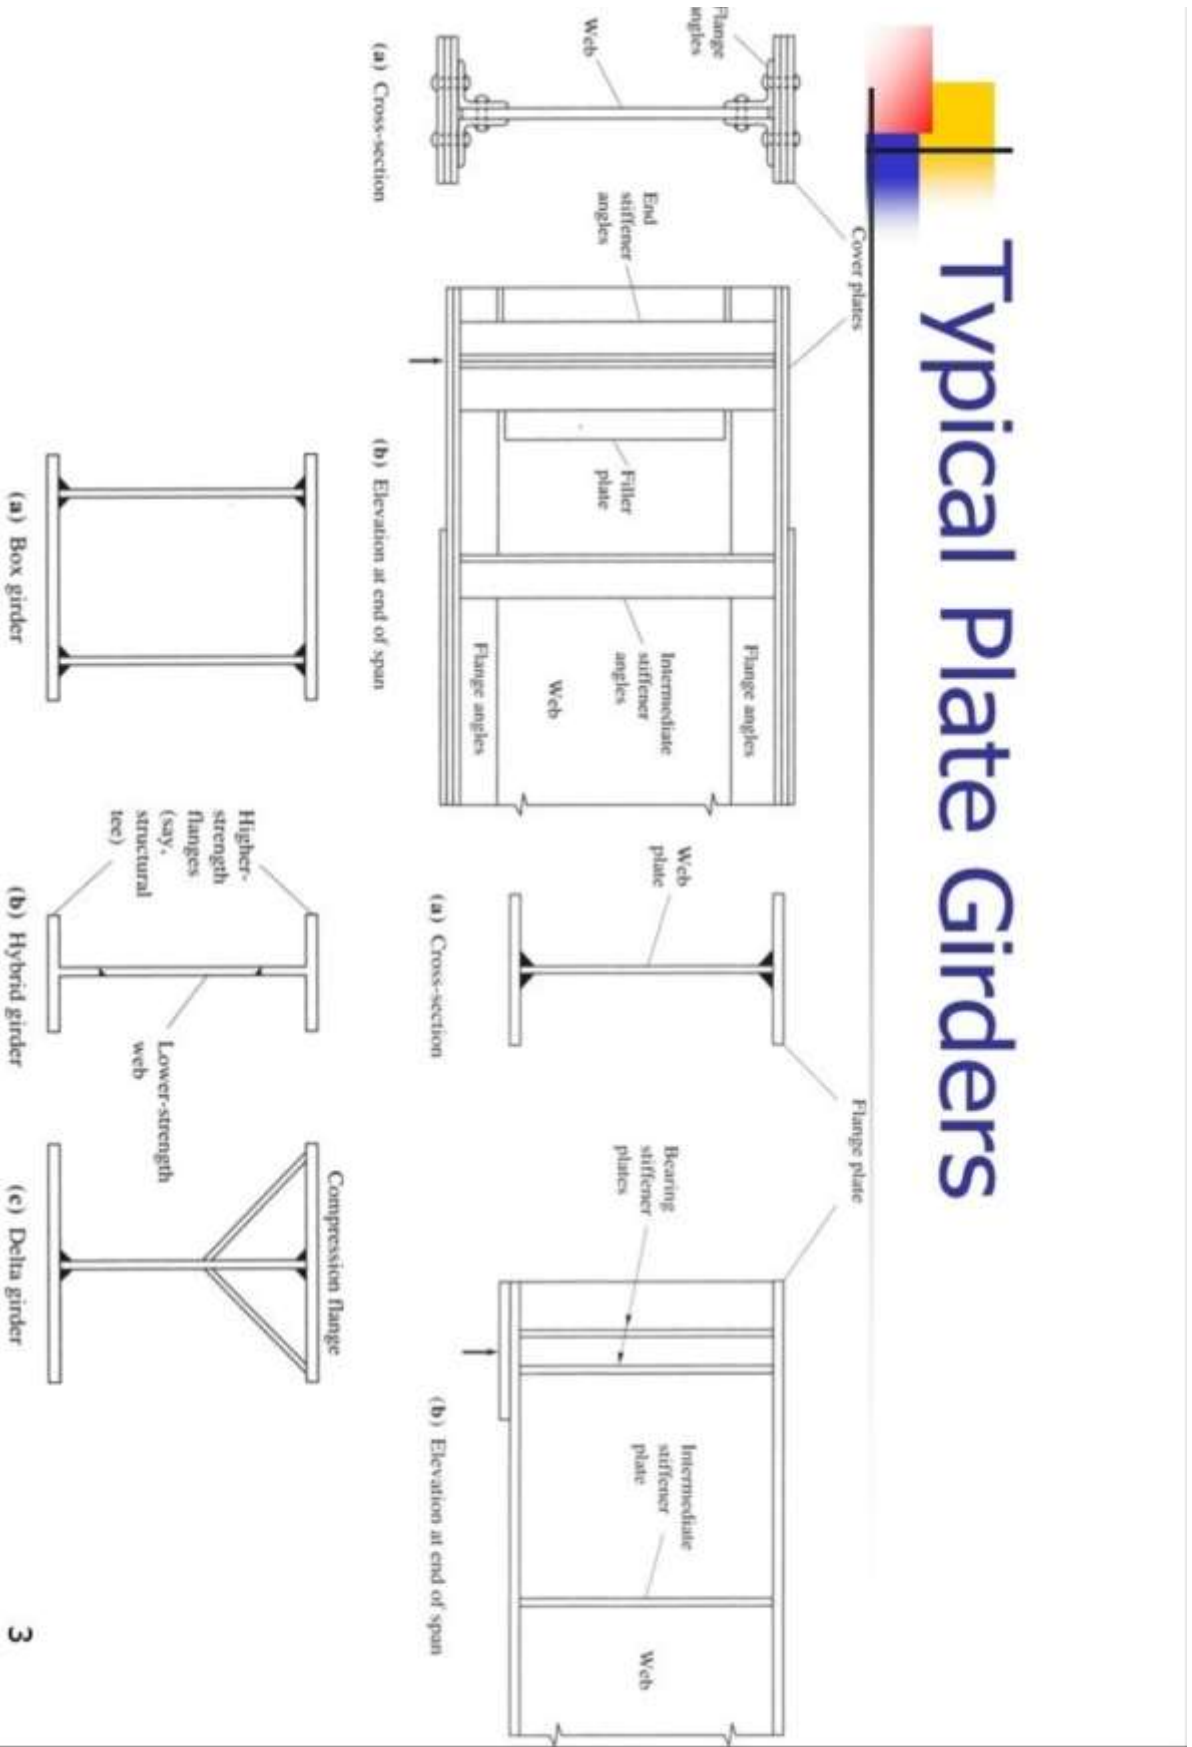 Typical Plate Girders
Cover plates
Flange
angles
Web
(a) Cross-section
End
stiffener
angles
Filler
plate
Intermediate
stiffener
angles
Flange angles
Web
Flange angles
(b) Elevation at end of span
Flange plate
Web
plate
(a) Cross-section
Bearing
stiffener
plates
Intermediate
stiffener
plate
Web
(b) Elevation at end of span
(a) Box girder
Higher-
strength
flanges
(say,
structural
tee)
Lower-strength
web
(b) Hybrid girder
Compression flange
(c) Delta girder
3